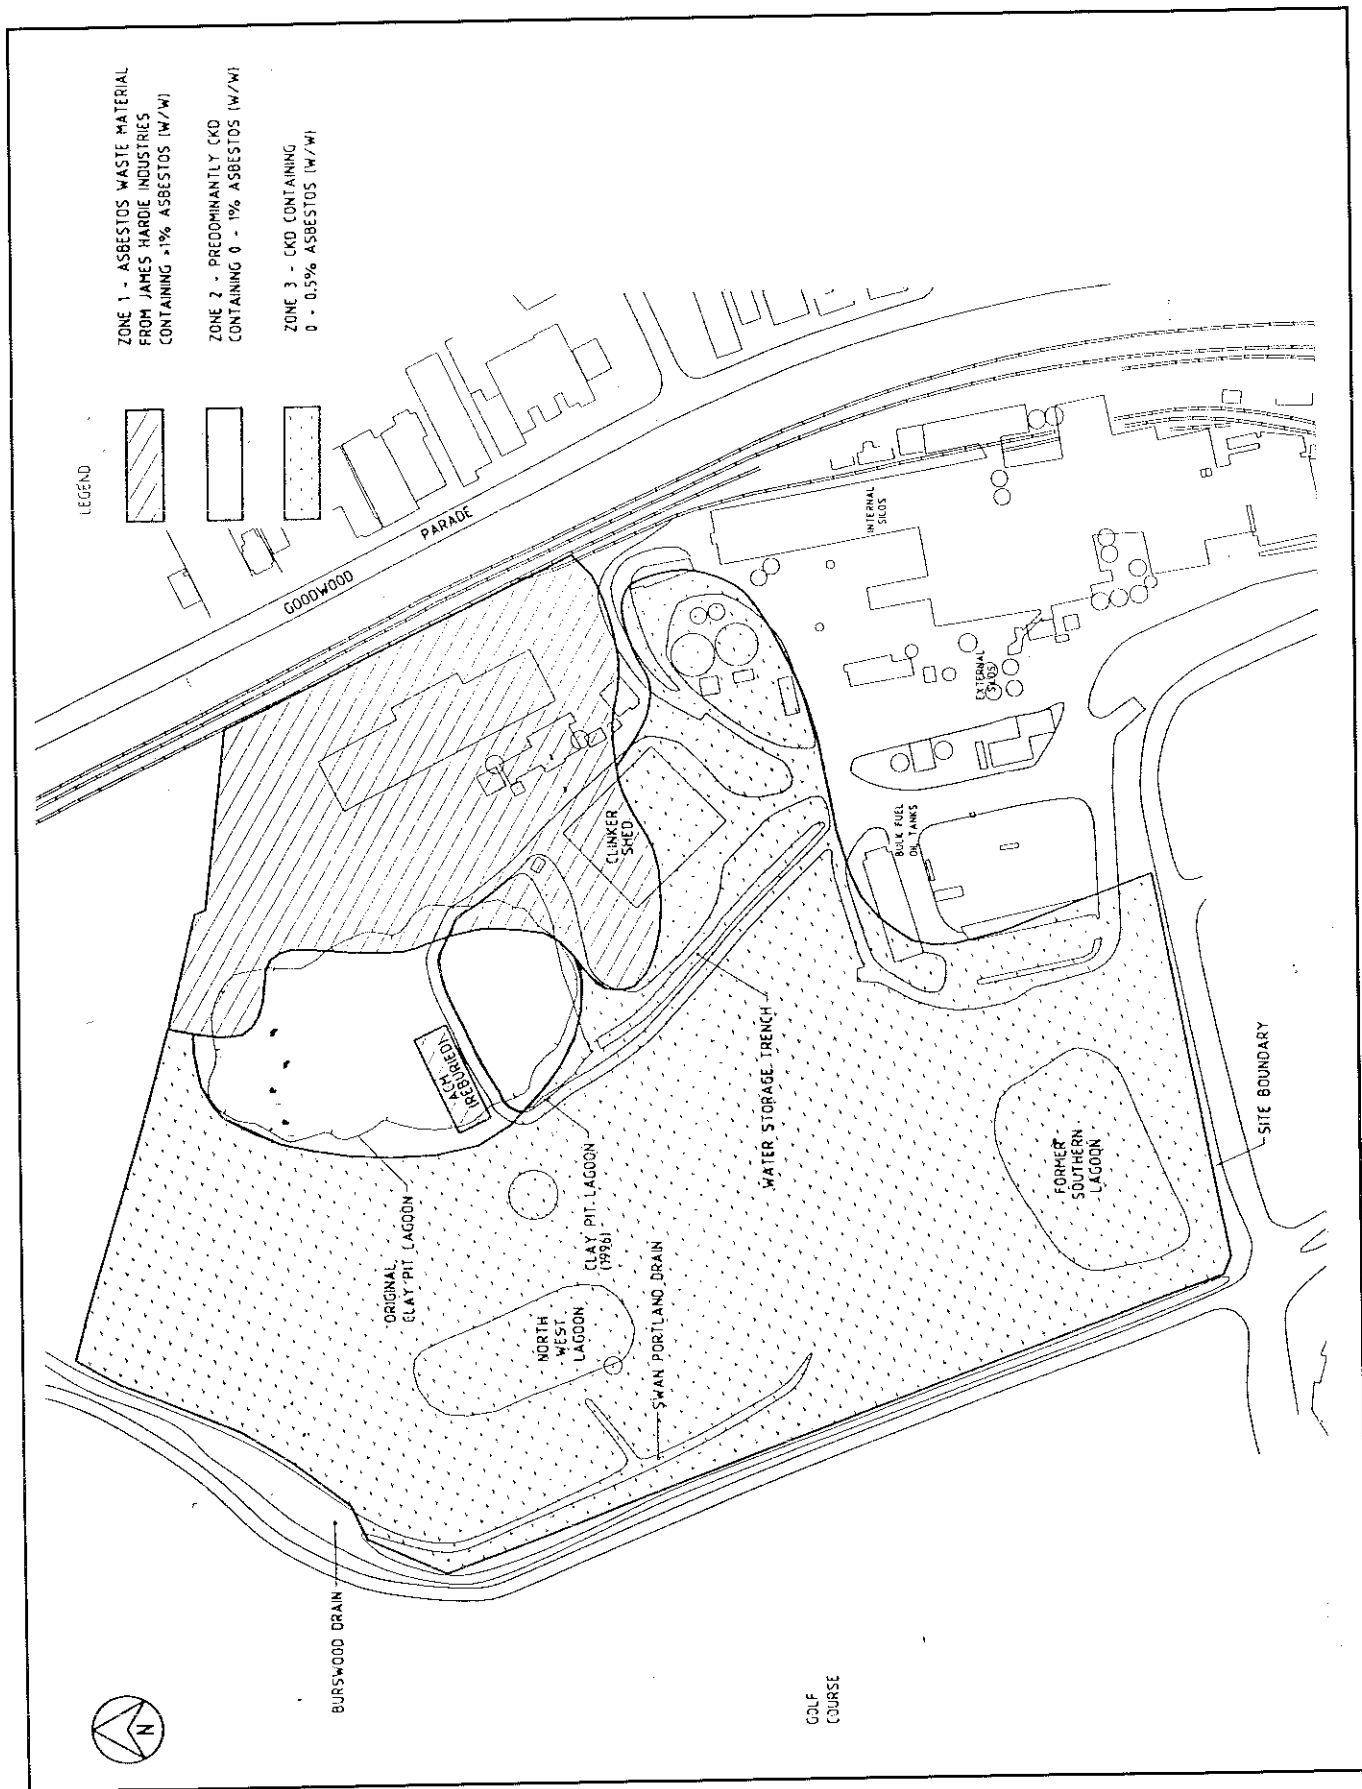 LEGEND
ZONE 1 - ASBESTOS WASTE MATERIAL
FROM JAMES HARDIE INDUSTRIES
CONTAINING >1% ASBESTOS (W/W)
ZONE 2 - PREDOMINANTLY CKD
CONTAINING 0 - 1% ASBESTOS (W/W)
ZONE 3 - CKD CONTAINING
0 - 0.5% ASBESTOS (W/W)
GOODWOOD PARADE
INTERNAL
SILOS
EXTERNAL
SILOS
CLINKER
SHED
BULK FUEL
OIL TANKS
ACM
(REBURIED)
WATER STORAGE TRENCH
ORIGINAL
CLAY PIT LAGOON
CLAY PIT LAGOON
(1996)
FORMER
SOUTHERN
LAGOON
SITE BOUNDARY
NORTH
WEST
LAGOON
SWAN PORTLAND DRAIN
BURSWOOD DRAIN
GOLF
COURSE
N